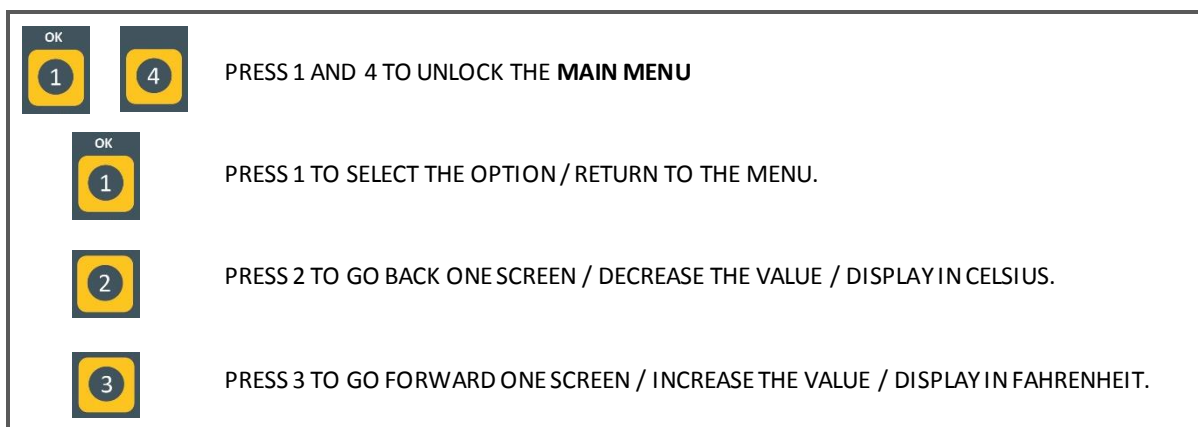 OK
1 4 PRESS 1 AND 4 TO UNLOCK THE MAIN MENU
OK
1 PRESS 1 TO SELECT THE OPTION / RETURN TO THE MENU.
2 PRESS 2 TO GO BACK ONE SCREEN / DECREASE THE VALUE / DISPLAY IN CELSIUS.
3 PRESS 3 TO GO FORWARD ONE SCREEN / INCREASE THE VALUE / DISPLAY IN FAHRENHEIT.